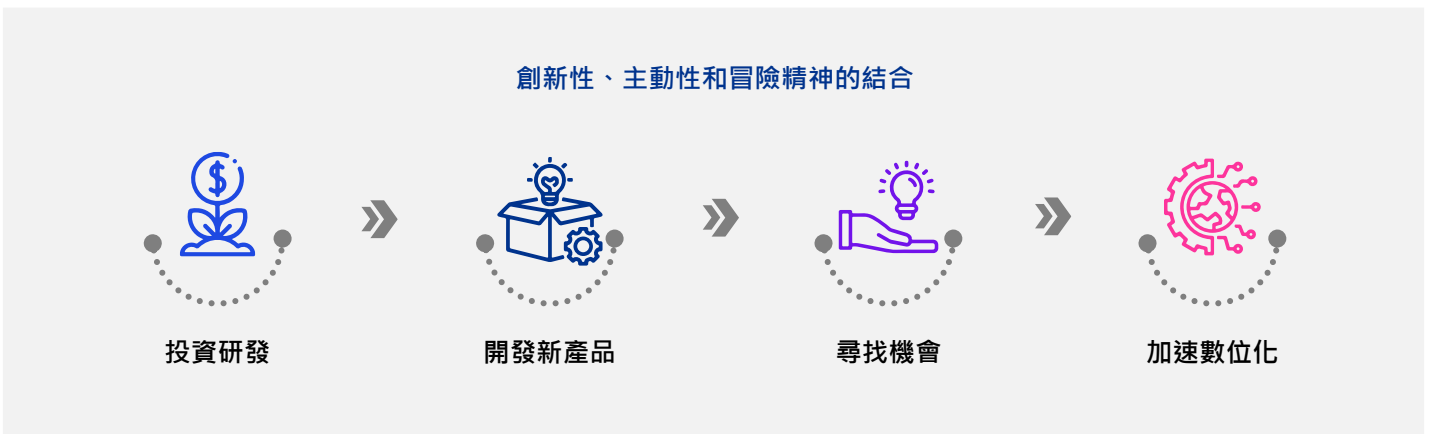 創新性、主動性和冒險精神的結合
投資研發
開發新產品
尋找機會
加速數位化